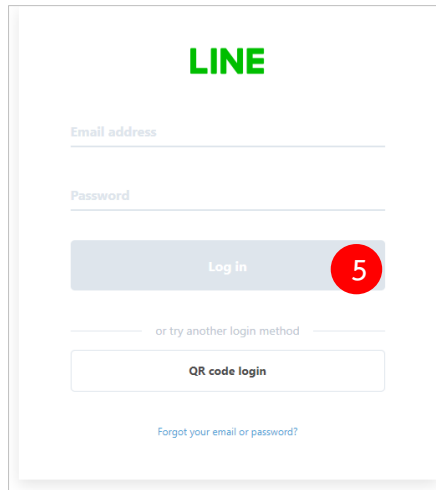 LINE
Email address
Password
Log in
5
or try another login method
QR code login
Forgot your email or password?